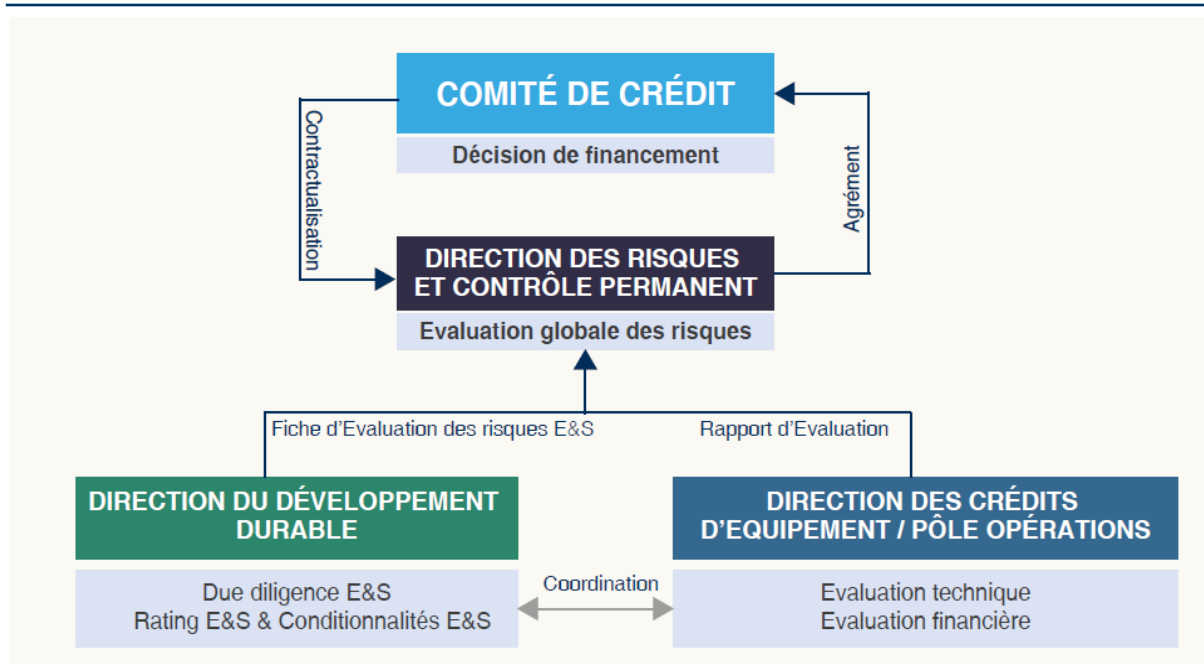 COMITÉ DE CRÉDIT
Décision de financement
Contractualisation
Agrément
DIRECTION DES RISQUES
ET CONTRÔLE PERMANENT
Evaluation globale des risques
Fiche d'Evaluation des risques E&S
Rapport d'Evaluation
DIRECTION DU DÉVELOPPEMENT
DURABLE
Due diligence E&S
Rating E&S & Conditionnalités E&S
Coordination
DIRECTION DES CRÉDITS
D'EQUIPEMENT / PÔLE OPÉRATIONS
Evaluation technique
Evaluation financière